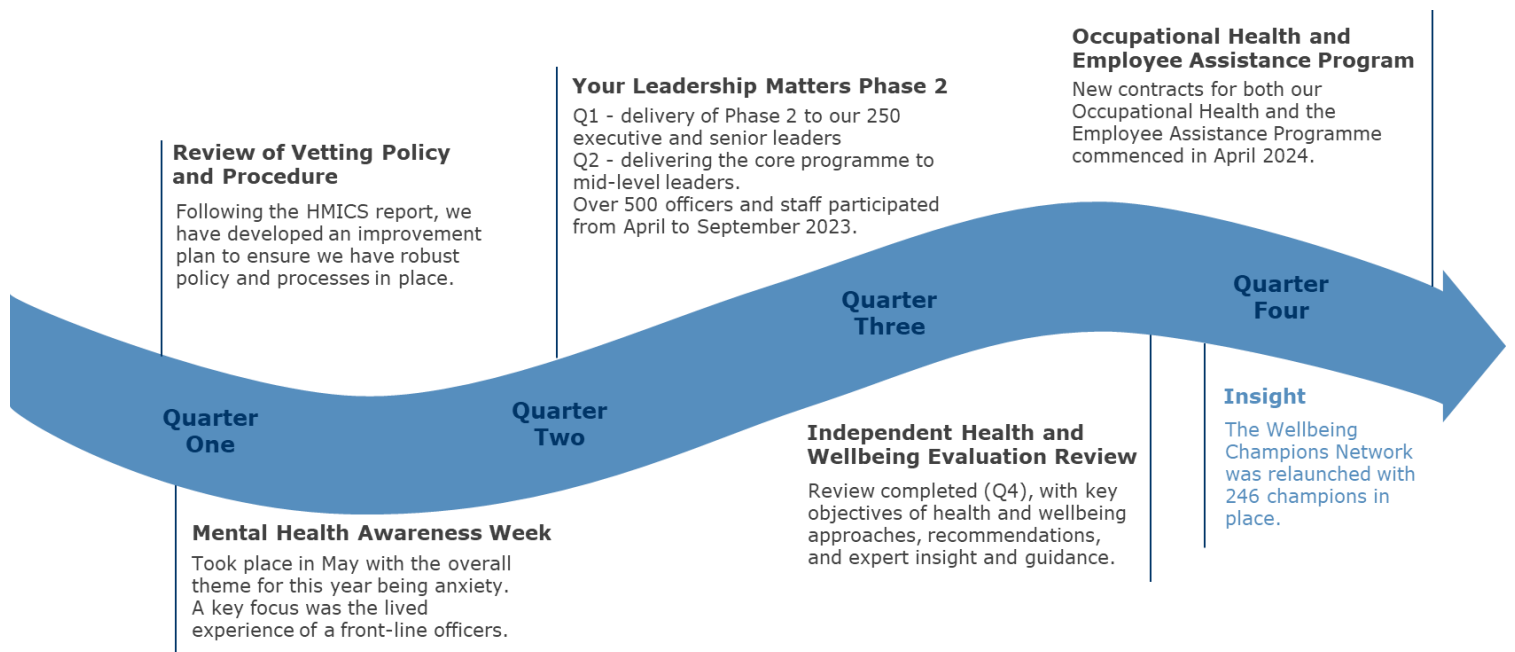 Review of Vetting Policy
and Procedure
Following the HMICS report, we
have developed an improvement
plan to ensure we have robust
policy and processes in place.
Your Leadership Matters Phase 2
Q1 - delivery of Phase 2 to our 250
executive and senior leaders
Q2 - delivering the core programme to
mid-level leaders.
Over 500 officers and staff participated
from April to September 2023.
Occupational Health and
Employee Assistance Program
New contracts for both our
Occupational Health and the
Employee Assistance Programme
commenced in April 2024.
Quarter
One
Quarter
Two
Quarter
Three
Quarter
Four
Mental Health Awareness Week
Took place in May with the overall
theme for this year being anxiety.
A key focus was the lived
experience of a front-line officers.
Independent Health and
Wellbeing Evaluation Review
Review completed (Q4), with key
objectives of health and wellbeing
approaches, recommendations,
and expert insight and guidance.
Insight
The Wellbeing
Champions Network
was relaunched with
246 champions in
place.